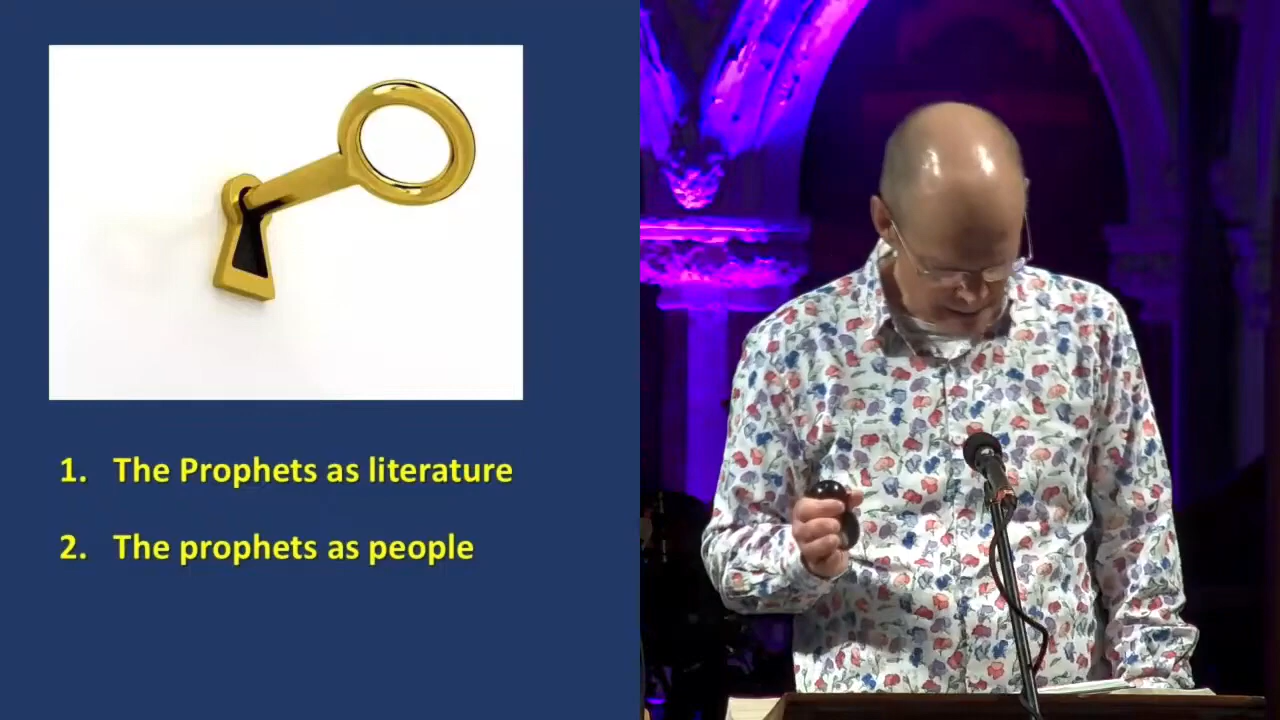 1. The Prophets as literature
2. The prophets as people